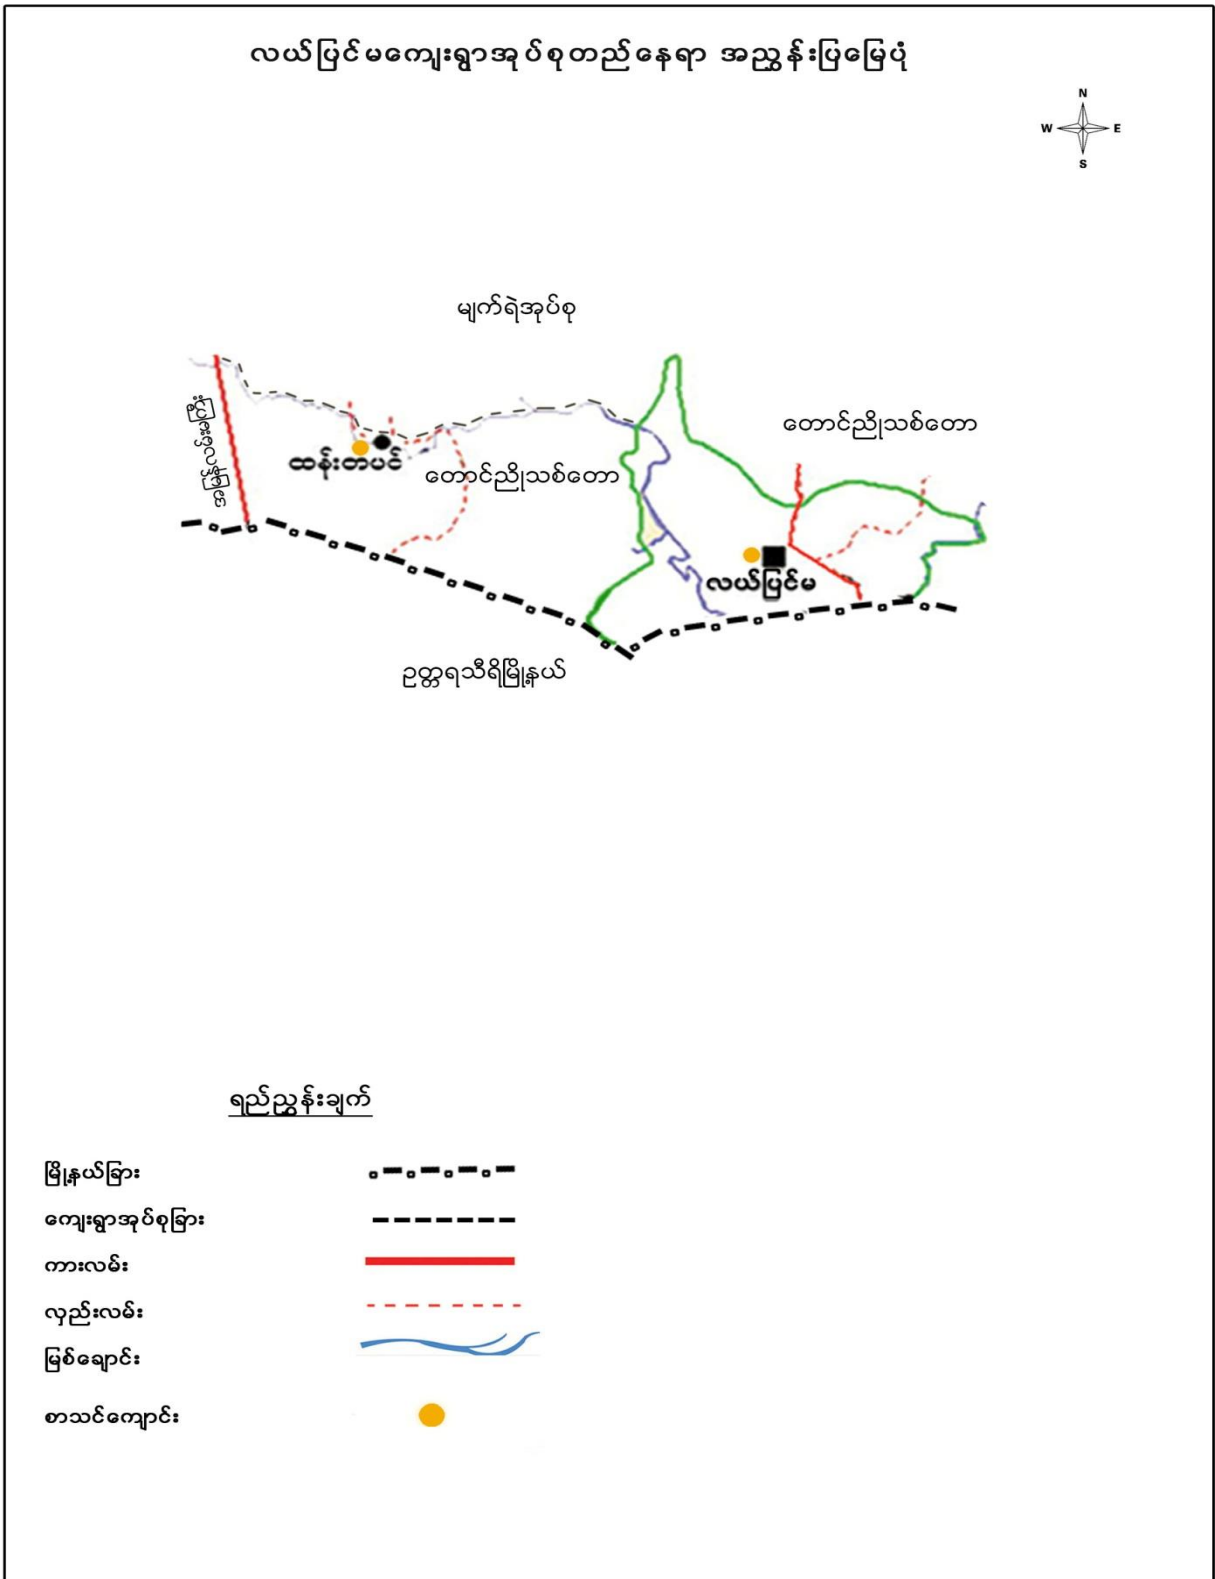 လယ်ပြင်မကျေးရွာအုပ်စုတည်နေရာ အညွှန်းပြမြေပုံ
N
W E
S
မျက်ရဲအုပ်စု
တောင်ညိုသစ်တော
ထန်းတပင်
တောင်ညိုသစ်တော
လယ်ပြင်မ
ဥတ္တရသီရိမြို့နယ်
ရည်ညွှန်းချက်
မြို့နယ်ခြား
ကျေးရွာအုပ်စုခြား
ကားလမ်း
လှည်းလမ်း
မြစ်ချောင်း
စာသင်ကျောင်း